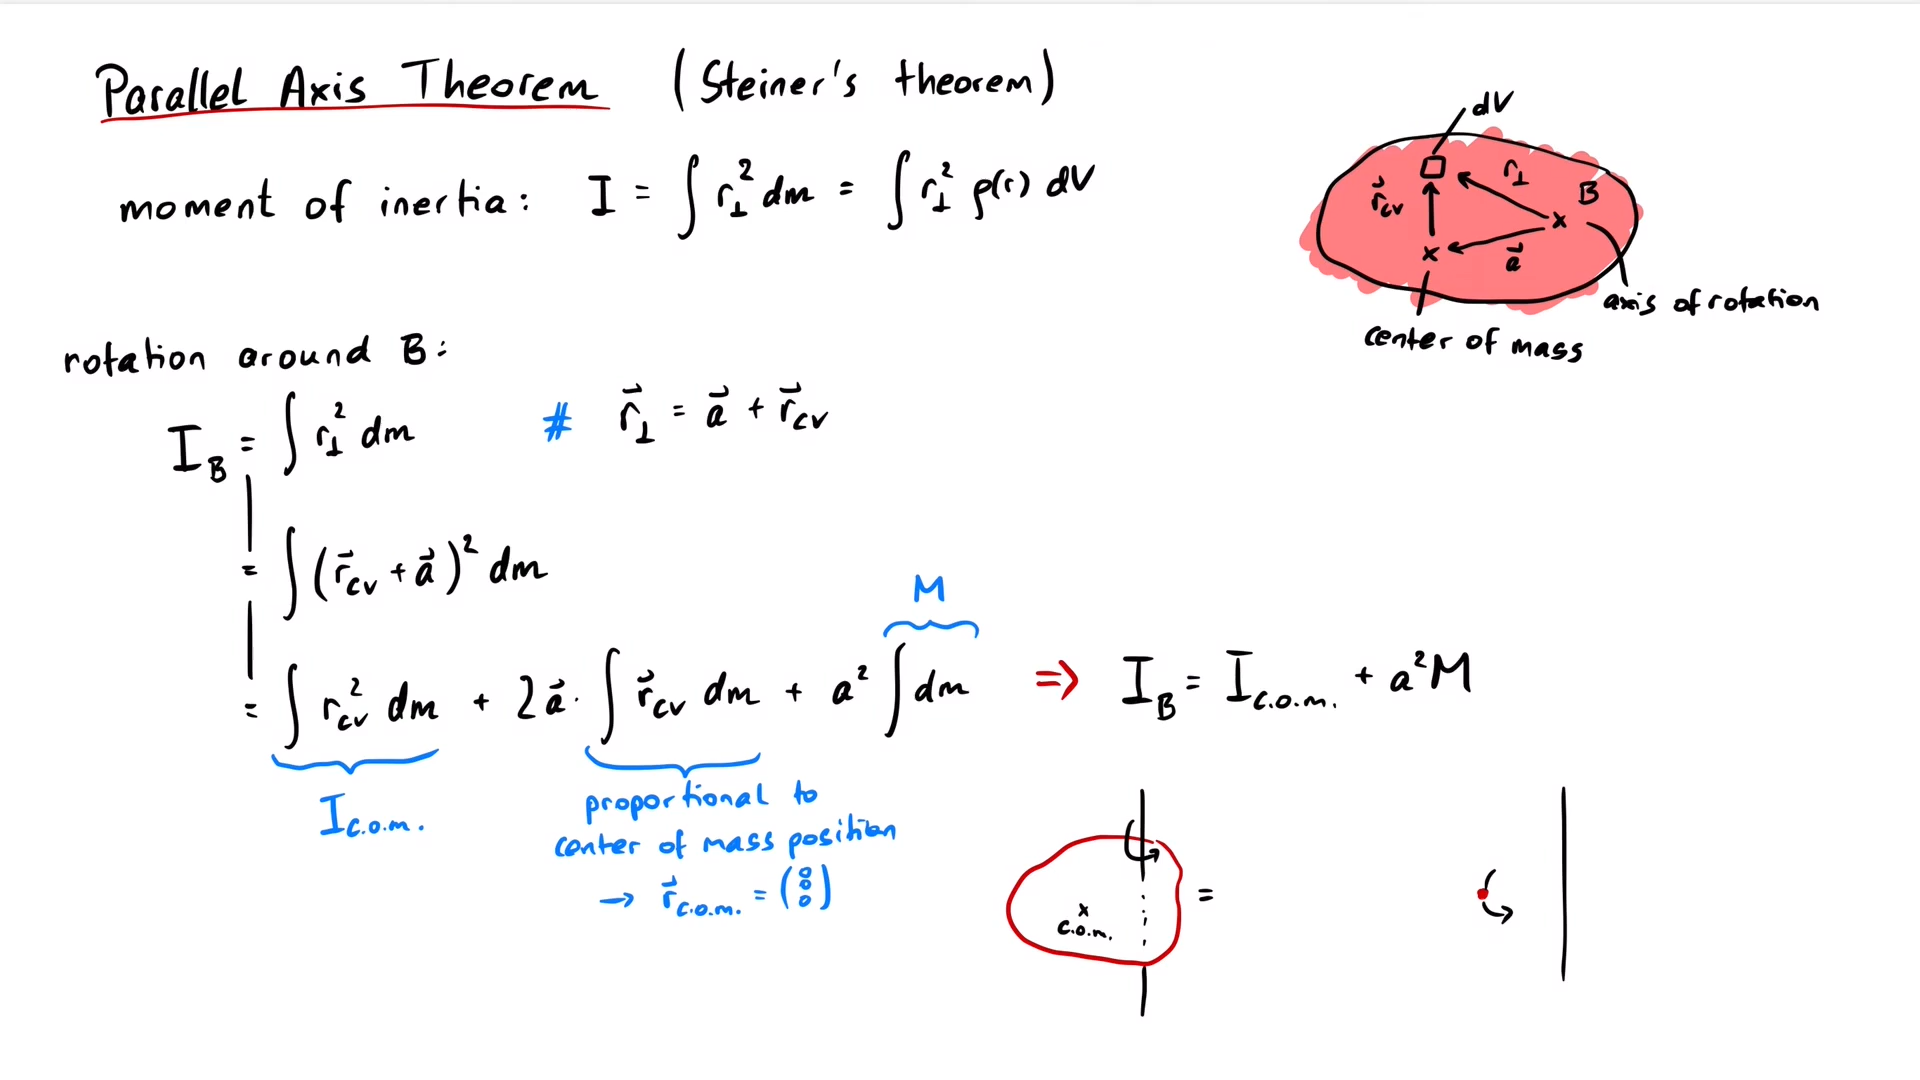 Parallel Axis Theorem (Steiner's theorem)
moment of inertia: I = ∫ r⊥² dm = ∫ r⊥² ρ(r) dV
dV
r⊥
B
r⃗cv
x
x
a⃗
axis of rotation
center of mass
rotation around B:
I_B = ∫ r⊥² dm # r⃗⊥ = a⃗ + r⃗cv
= ∫ (r⃗cv + a⃗)² dm
M
= ∫ rcv² dm + 2a⃗ · ∫ r⃗cv dm + a² ∫ dm ⇒ I_B = I_c.o.m. + a²M
I_c.o.m.
proportional to
center of mass position
→ r⃗_c.o.m. = (0 0 0)
x
c.o.m.
=